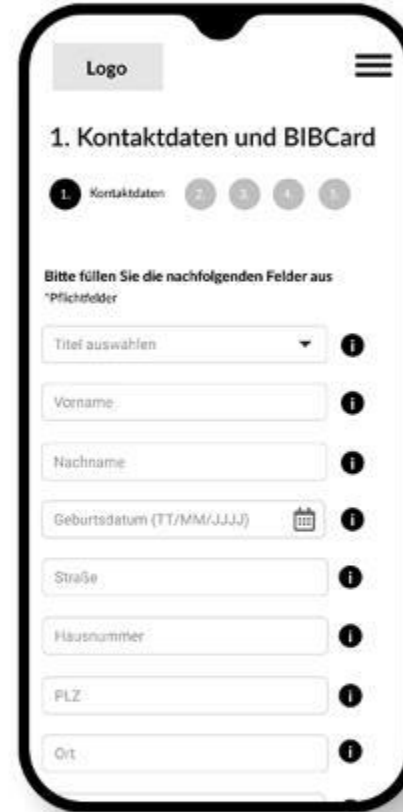 Logo
1. Kontaktdaten und BIBCard
1. Kontaktdaten 2. 3. 4. 5.
Bitte füllen Sie die nachfolgenden Felder aus
*Pflichtfelder
Titel auswählen
Vorname
Nachname
Geburtsdatum (TT/MM/JJJJ)
Straße
Hausnummer
PLZ
Ort